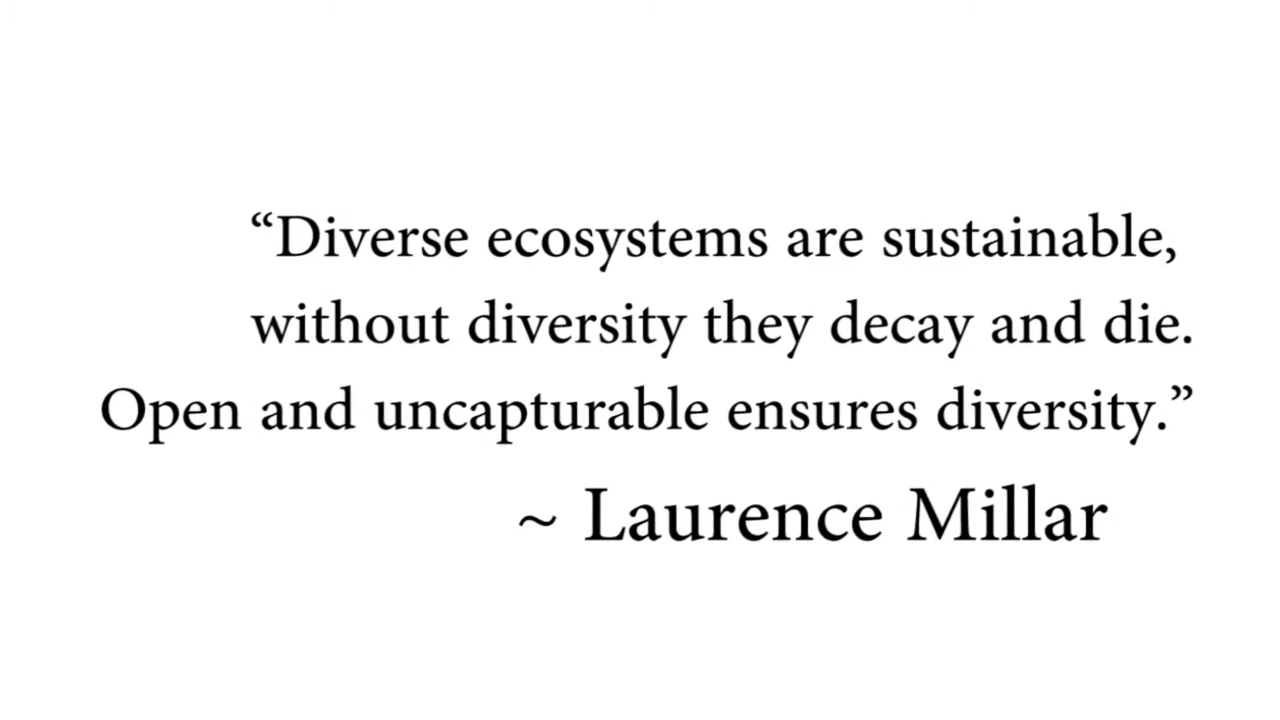 “Diverse ecosystems are sustainable,
without diversity they decay and die.
Open and uncapturable ensures diversity.”
~ Laurence Millar